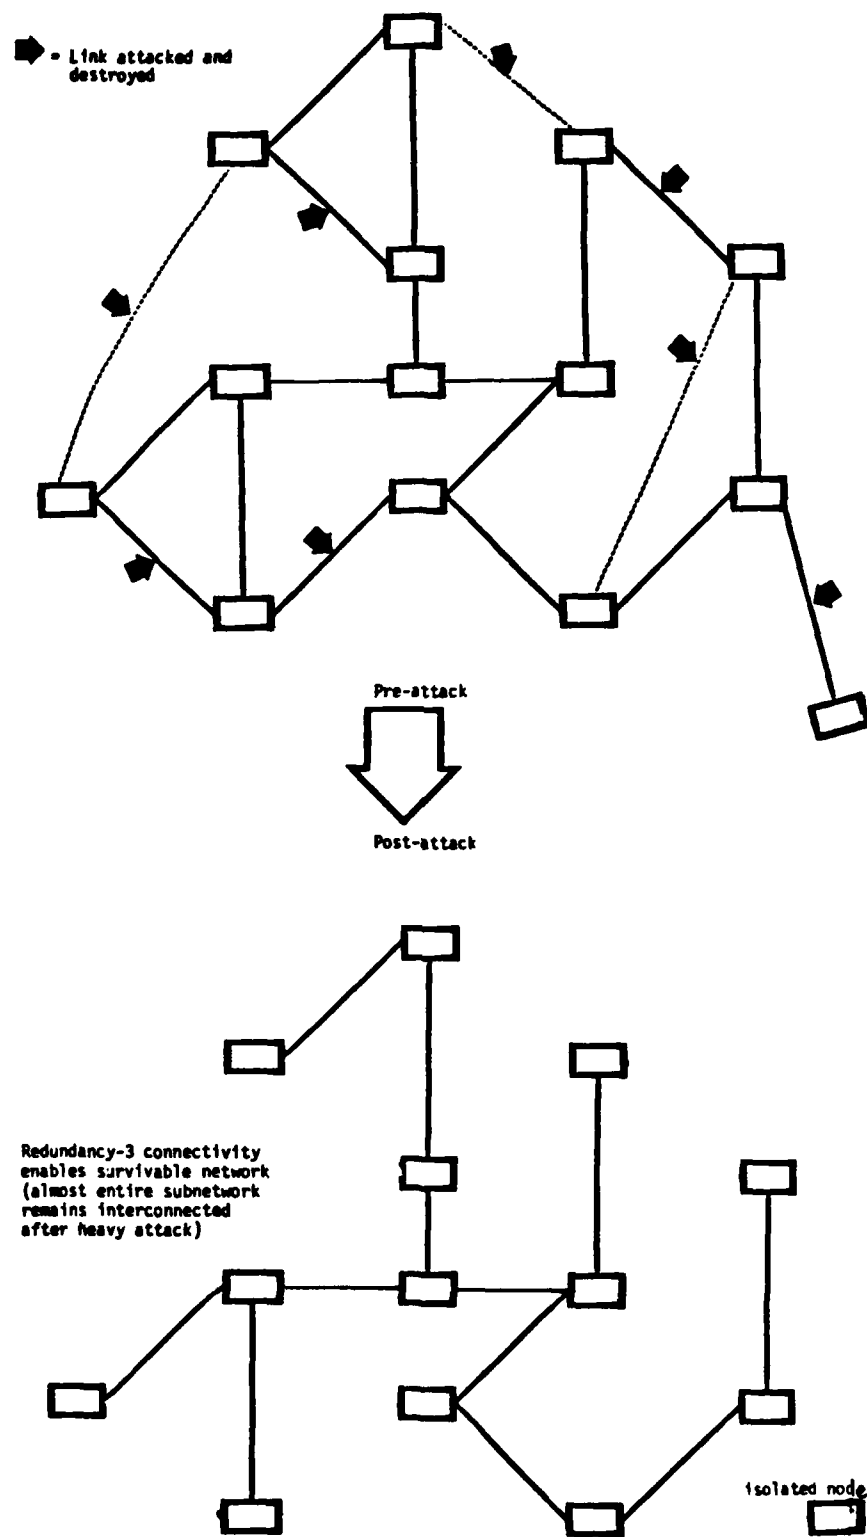 = Link attacked and
destroyed
Pre-attack
Post-attack
Redundancy-3 connectivity
enables survivable network
(almost entire subnetwork
remains interconnected
after heavy attack)
isolated node